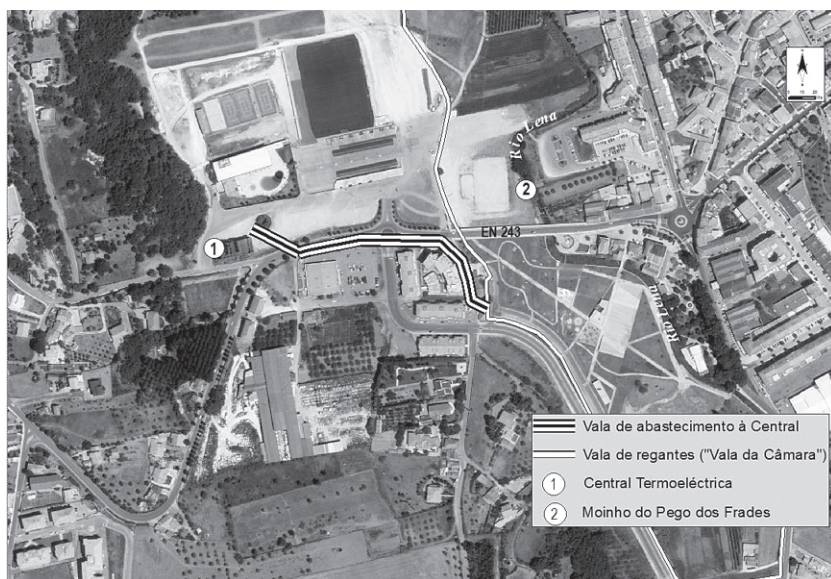 Rio Lena
2
EN 243
1
Rio Lena
Vala de abastecimento à Central
Vala de regantes ("Vala da Câmara")
1 Central Termoeléctrica
2 Moinho do Pego dos Frades